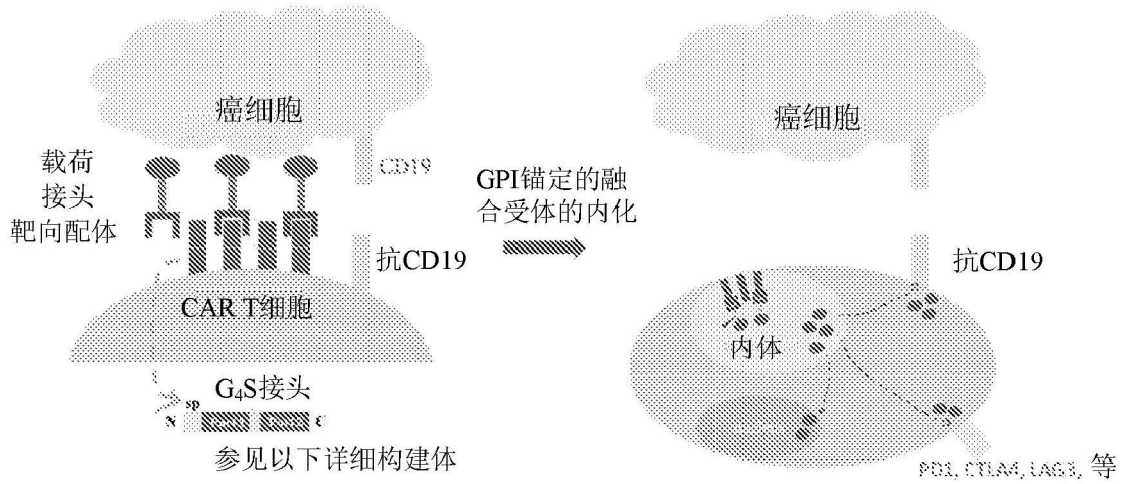 癌细胞
载荷
接头
靶向配体
CD19
抗CD19
CAR T细胞
G₄S接头
sp
N
C
参见以下详细构建体
GPI锚定的融
合受体的内化
癌细胞
抗CD19
内体
PD1, CTLA4, LAG3, 等